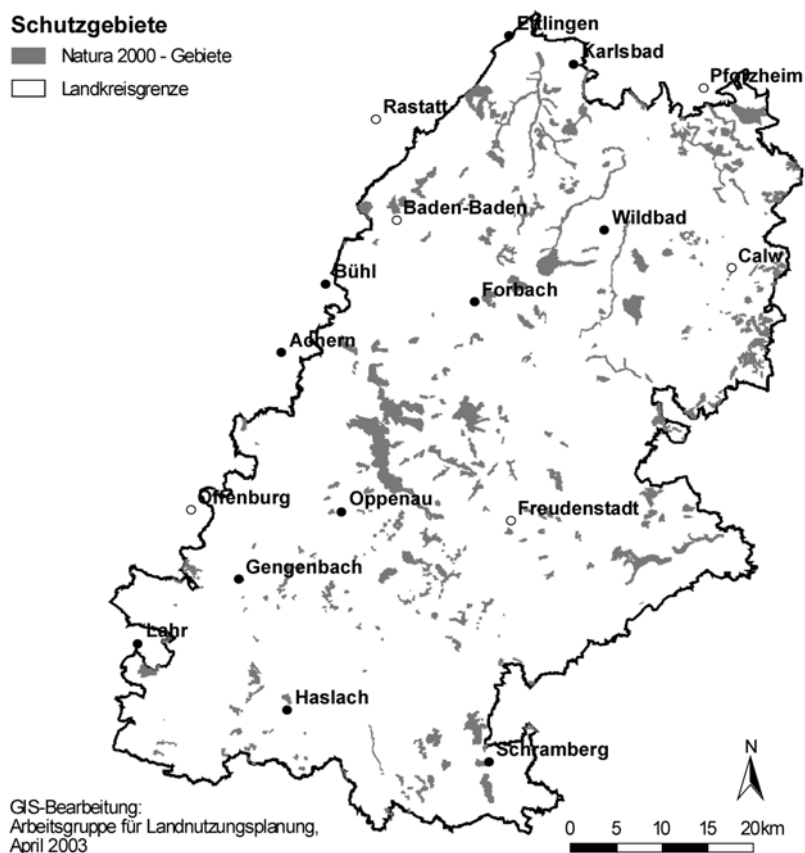 Schutzgebiete
Natura 2000 - Gebiete
Landkreisgrenze
Ettlingen
Karlsbad
Pforzheim
Rastatt
Baden-Baden
Wildbad
Calw
Bühl
Forbach
Achern
Offenburg
Oppenau
Freudenstadt
Gengenbach
Lahr
Haslach
Schramberg
N
GIS-Bearbeitung:
Arbeitsgruppe für Landnutzungsplanung,
April 2003
0 5 10 15 20km